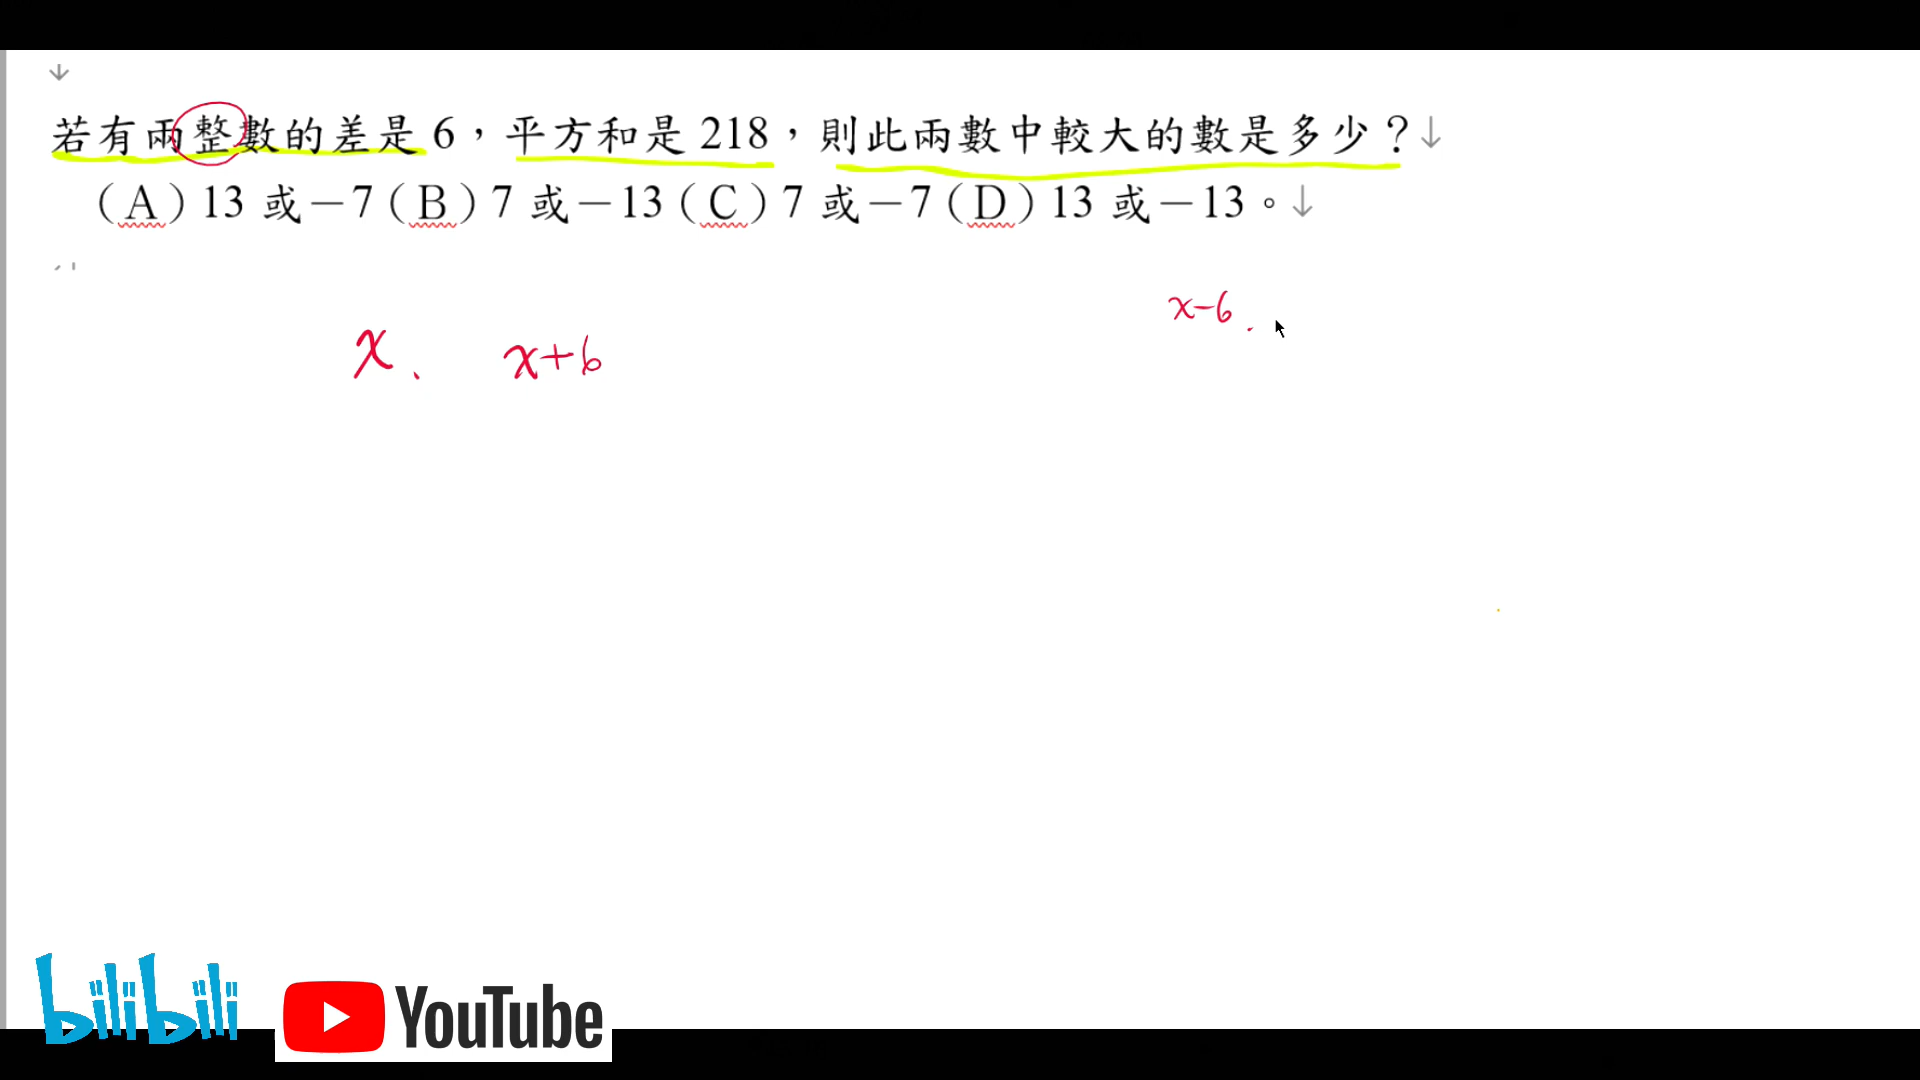 若有兩整數的差是 6，平方和是 218，則此兩數中較大的數是多少？↓
（A）13 或－7（B）7 或－13（C）7 或－7（D）13 或－13。↓
x-6 .
x 、 x+6
bilibili YouTube